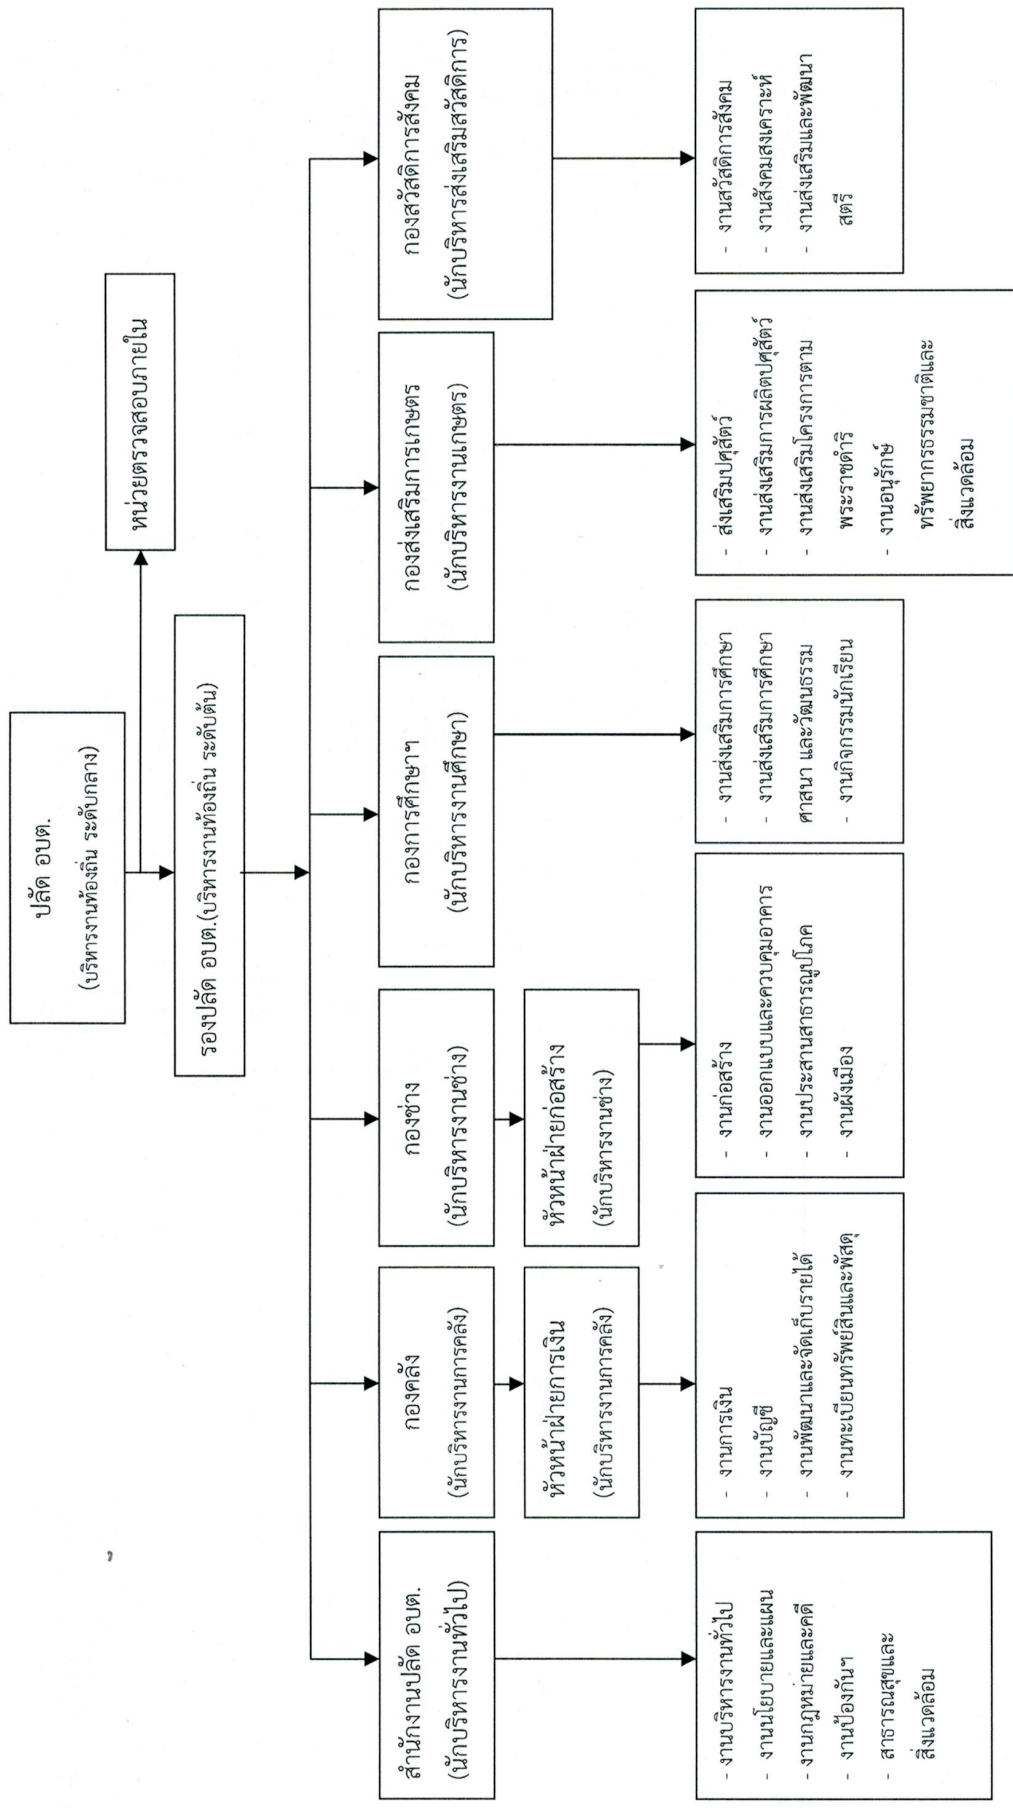 ปลัด อบต.
(บริหารงานท้องถิ่น ระดับกลาง)
หน่วยตรวจสอบภายใน
รองปลัด อบต.(บริหารงานท้องถิ่น ระดับต้น)
สำนักงานปลัด อบต.
(นักบริหารงานทั่วไป)
กองคลัง
(นักบริหารงานการคลัง)
กองช่าง
(นักบริหารงานช่าง)
กองการศึกษาฯ
(นักบริหารงานศึกษา)
กองส่งเสริมการเกษตร
(นักบริหารงานเกษตร)
กองสวัสดิการสังคม
(นักบริหารส่งเสริมสวัสดิการ)
หัวหน้าฝ่ายการเงิน
(นักบริหารงานการคลัง)
หัวหน้าฝ่ายก่อสร้าง
(นักบริหารงานช่าง)
- งานบริหารงานทั่วไป
- งานนโยบายและแผน
- งานกฎหมายและคดี
- งานป้องกันฯ
- สาธารณสุขและ
สิ่งแวดล้อม
- งานการเงิน
- งานบัญชี
- งานพัฒนาและจัดเก็บรายได้
- งานทะเบียนทรัพย์สินและพัสดุ
- งานก่อสร้าง
- งานออกแบบและควบคุมอาคาร
- งานประสานสาธารณูปโภค
- งานผังเมือง
- งานส่งเสริมการศึกษา
- งานส่งเสริมการศึกษา
ศาสนา และวัฒนธรรม
- งานกิจกรรมนักเรียน
- ส่งเสริมปศุสัตว์
- งานส่งเสริมการผลิตปศุสัตว์
- งานส่งเสริมโครงการตาม
พระราชดำริ
- งานอนุรักษ์
ทรัพยากรธรรมชาติและ
สิ่งแวดล้อม
- งานสวัสดิการสังคม
- งานสังคมสงเคราะห์
- งานส่งเสริมและพัฒนา
สตรี